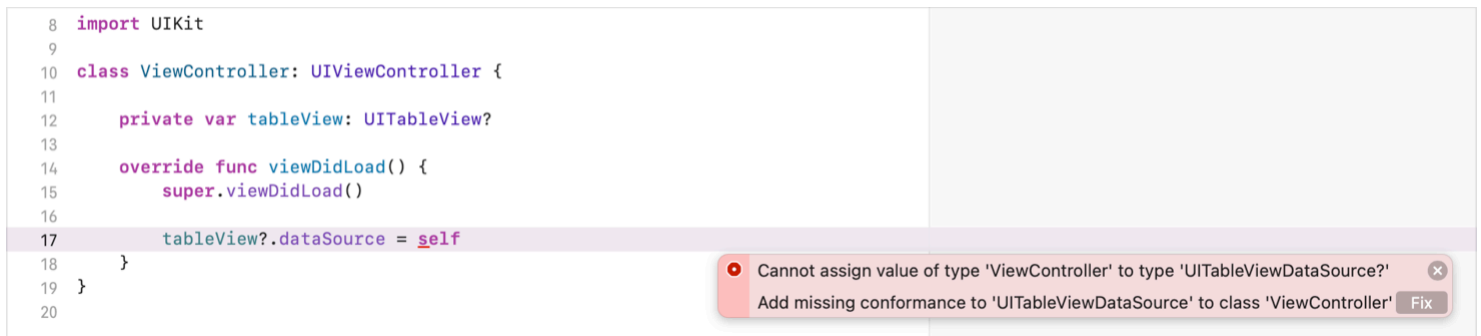 8 import UIKit
9
10 class ViewController: UIViewController {
11
12 private var tableView: UITableView?
13
14 override func viewDidLoad() {
15 super.viewDidLoad()
16
17 tableView?.dataSource = self
18 }
Cannot assign value of type 'ViewController' to type 'UITableViewDataSource?'
19 }
Add missing conformance to 'UITableViewDataSource' to class 'ViewController' Fix
20